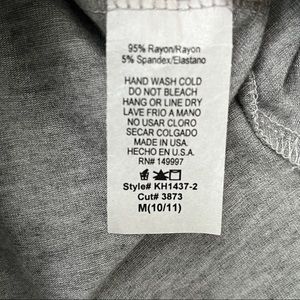 95% Rayon/Rayon
5% Spandex/Elastano
HAND WASH COLD
DO NOT BLEACH
HANG OR LINE DRY
LAVE FRIO A MANO
NO USAR CLORO
SECAR COLGADO
MADE IN USA.
HECHO EN U.S.A.
RN# 149997
Style# KH1437-2
Cut# 3873
M(10/11)